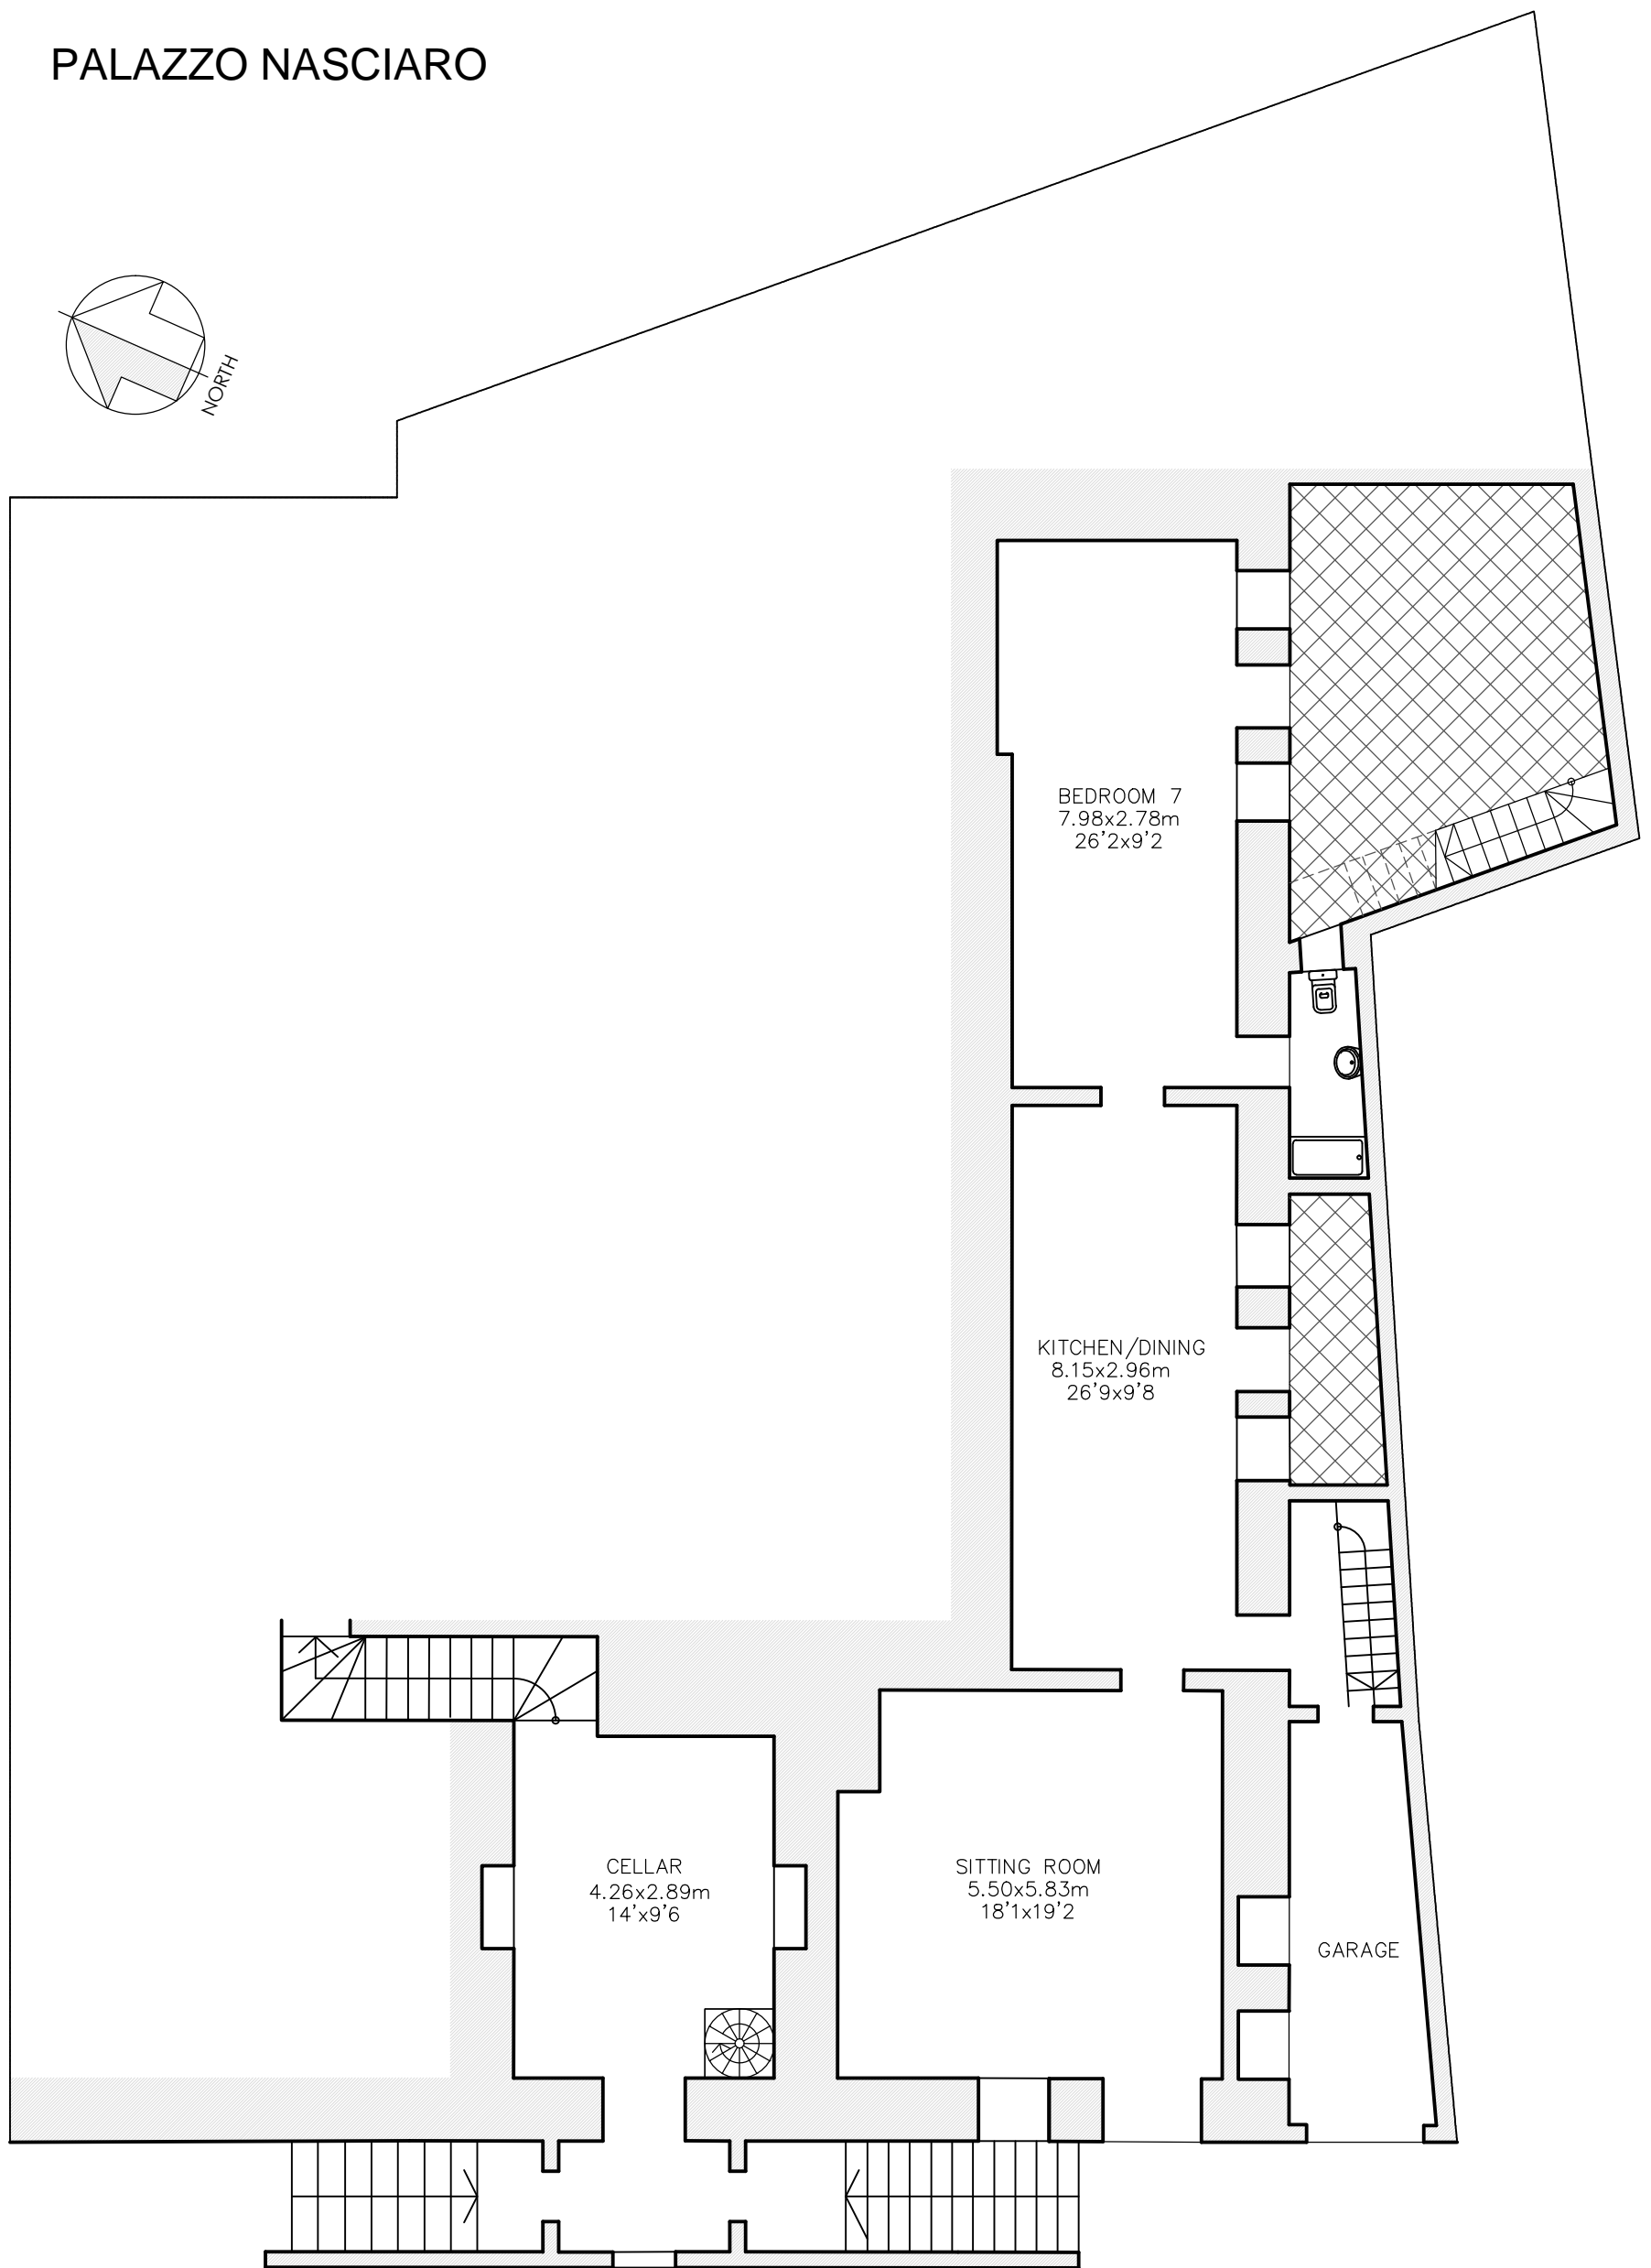 PALAZZO NASCIARO
NORTH
BEDROOM 7
7.98x2.78m
26'2x9'2
KITCHEN/DINING
8.15x2.96m
26'9x9'8
CELLAR
4.26x2.89m
14'x9'6
SITTING ROOM
5.50x5.83m
18'1x19'2
GARAGE